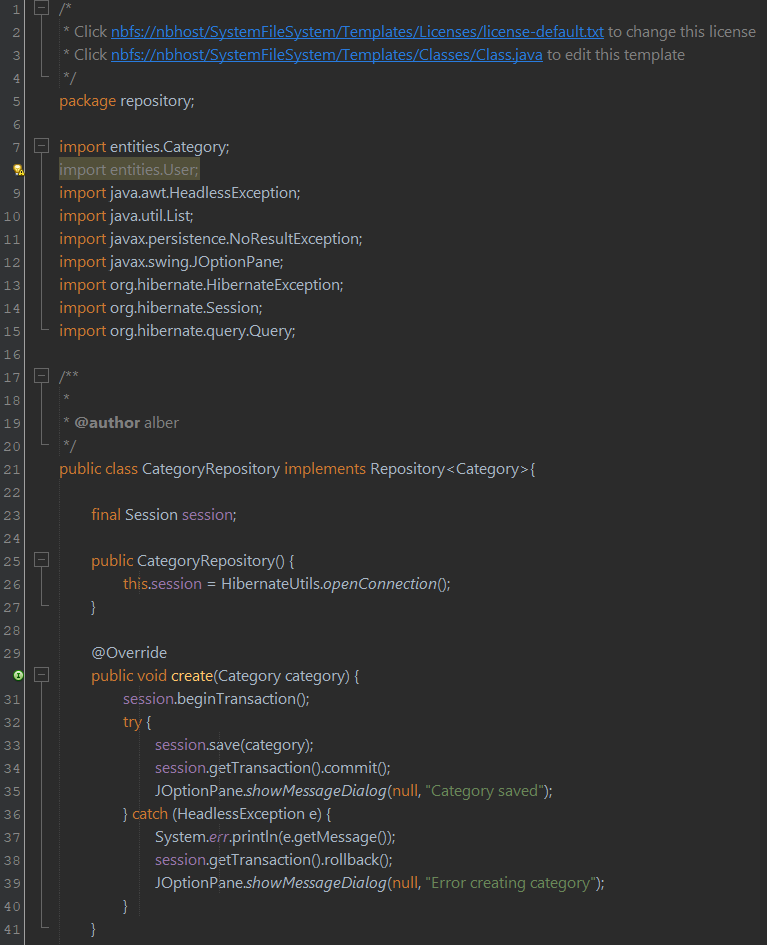 1 /*
2 * Click nbfs://nbhost/SystemFileSystem/Templates/Licenses/license-default.txt to change this license
3 * Click nbfs://nbhost/SystemFileSystem/Templates/Classes/Class.java to edit this template
4 */
5 package repository;
6
7 import entities.Category;
import entities.User;
9 import java.awt.HeadlessException;
10 import java.util.List;
11 import javax.persistence.NoResultException;
12 import javax.swing.JOptionPane;
13 import org.hibernate.HibernateException;
14 import org.hibernate.Session;
15 import org.hibernate.query.Query;
16
17 /**
18 *
19 * @author alber
20 */
21 public class CategoryRepository implements Repository<Category>{
22
23 final Session session;
24
25 public CategoryRepository() {
26 this.session = HibernateUtils.openConnection();
27 }
28
29 @Override
public void create(Category category) {
31 session.beginTransaction();
32 try {
33 session.save(category);
34 session.getTransaction().commit();
35 JOptionPane.showMessageDialog(null, "Category saved");
36 } catch (HeadlessException e) {
37 System.err.println(e.getMessage());
38 session.getTransaction().rollback();
39 JOptionPane.showMessageDialog(null, "Error creating category");
40 }
41 }